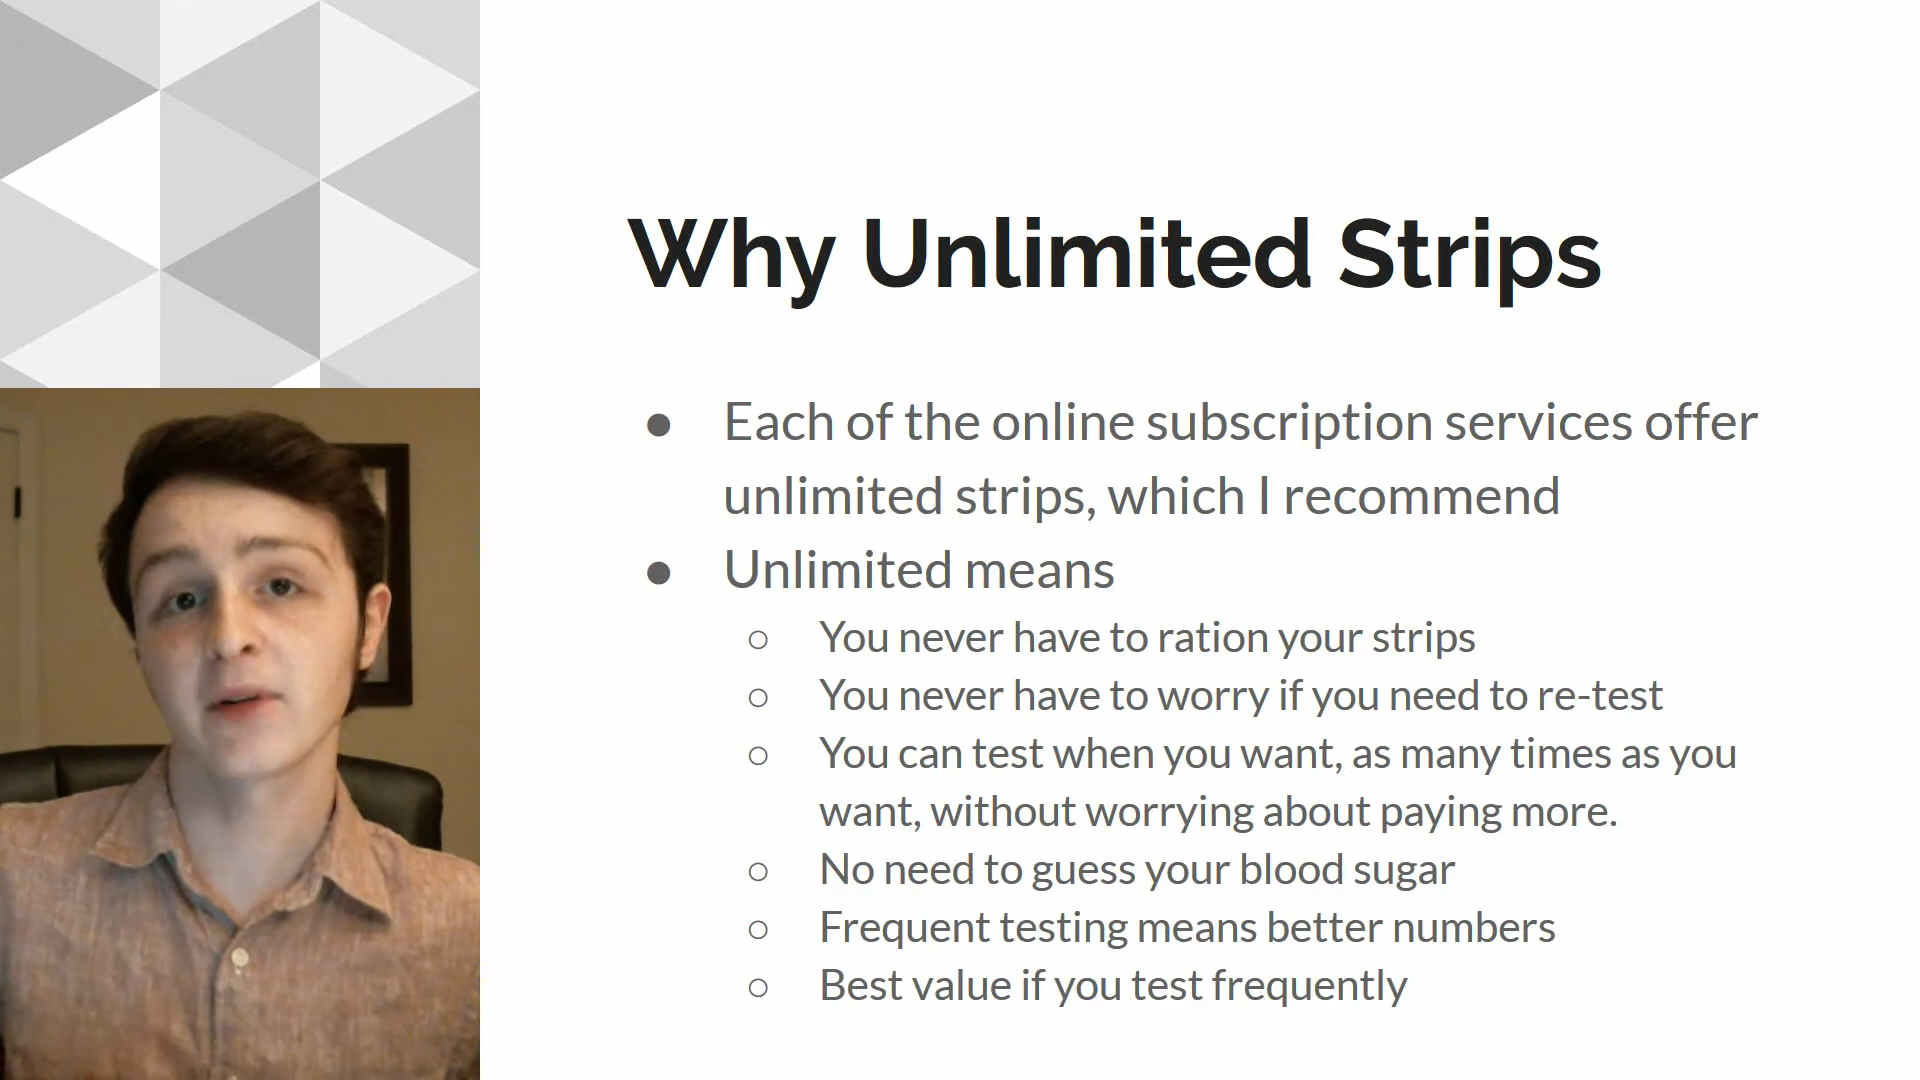 Why Unlimited Strips
● Each of the online subscription services offer
unlimited strips, which I recommend
● Unlimited means
○ You never have to ration your strips
○ You never have to worry if you need to re-test
○ You can test when you want, as many times as you
want, without worrying about paying more.
○ No need to guess your blood sugar
○ Frequent testing means better numbers
○ Best value if you test frequently